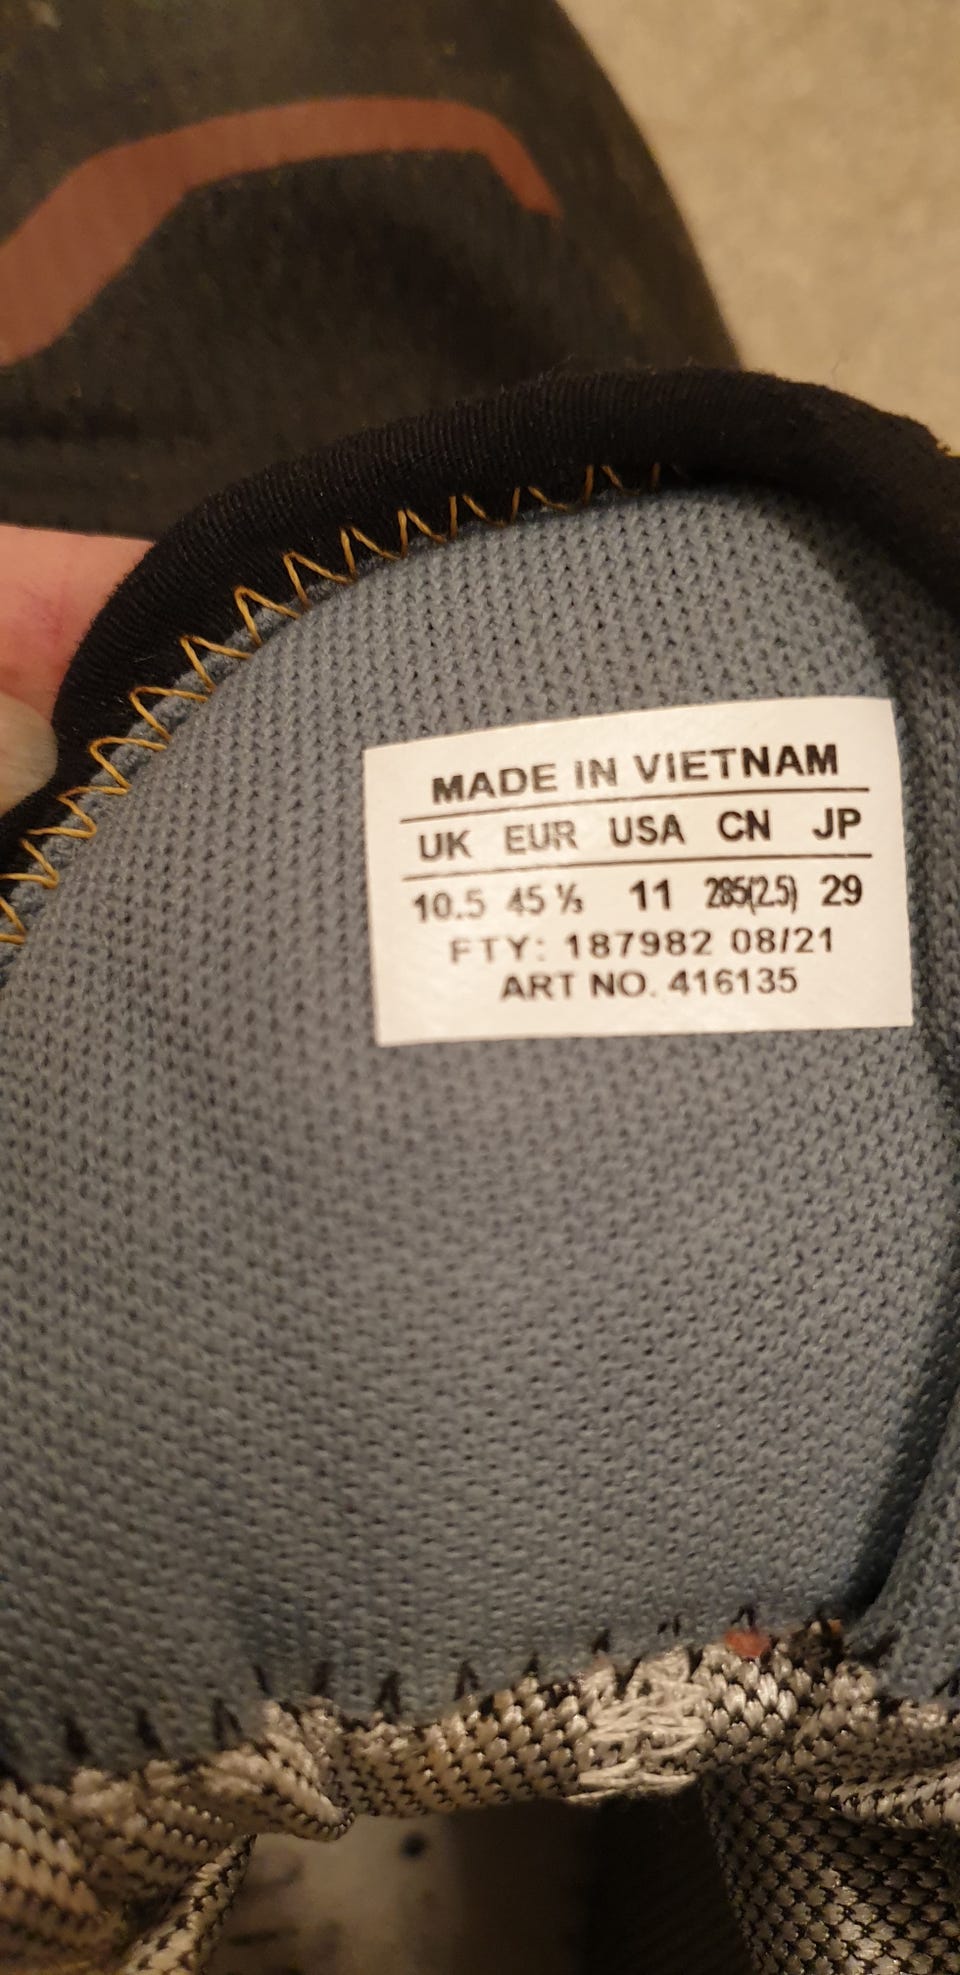 MADE IN VIETNAM
UK EUR USA CN JP
10.5 45 ⅓ 11 285(2.5) 29
FTY: 187982 08/21
ART NO. 416135